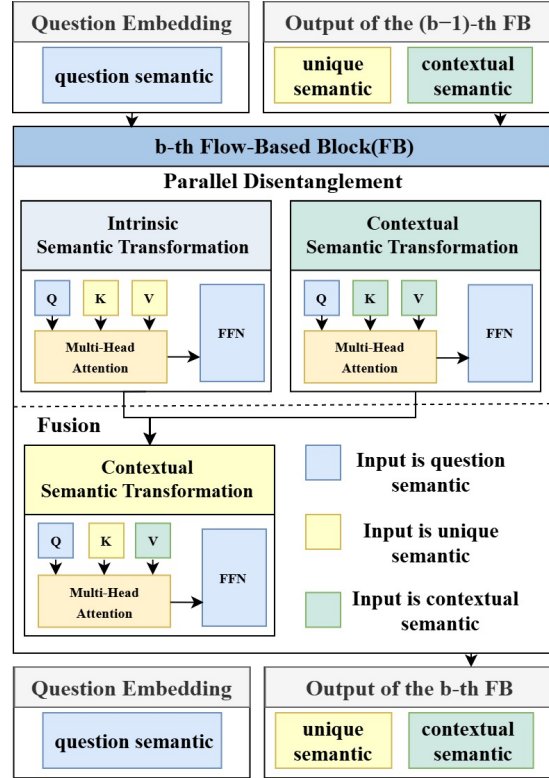 Question Embedding
question semantic
Output of the (b−1)-th FB
unique
semantic
contextual
semantic
b-th Flow-Based Block(FB)
Parallel Disentanglement
Intrinsic
Semantic Transformation
Q
K
V
Multi-Head
Attention
FFN
Contextual
Semantic Transformation
Q
K
V
Multi-Head
Attention
FFN
Fusion
Contextual
Semantic Transformation
Q
K
V
Multi-Head
Attention
FFN
Input is question
semantic
Input is unique
semantic
Input is contextual
semantic
Question Embedding
question semantic
Output of the b-th FB
unique
semantic
contextual
semantic